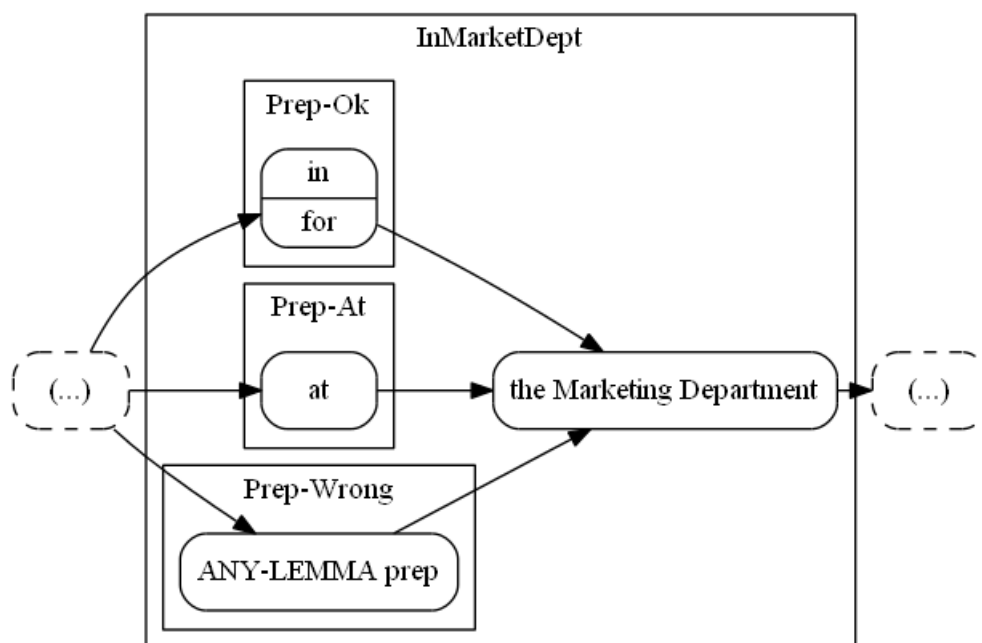 InMarketDept
Prep-Ok
in
for
Prep-At
(...)
at
the Marketing Department
(...)
Prep-Wrong
ANY-LEMMA prep